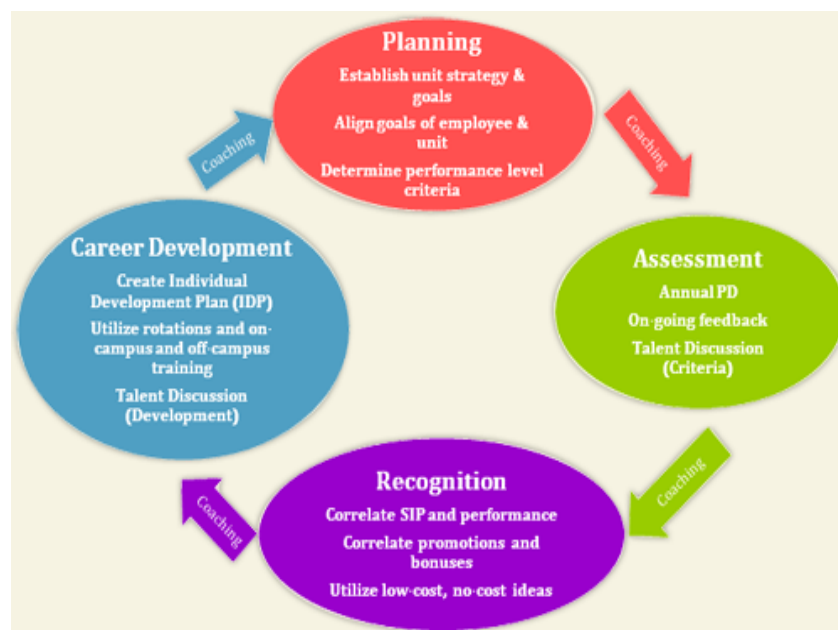 Planning
Establish unit strategy &
goals
Align goals of employee &
unit
Determine performance level
criteria
Coaching
Assessment
Annual PD
On-going feedback
Talent Discussion
(Criteria)
Coaching
Recognition
Correlate SIP and performance
Correlate promotions and
bonuses
Utilize low-cost, no-cost ideas
Coaching
Career Development
Create Individual
Development Plan (IDP)
Utilize rotations and on-
campus and off-campus
training
Talent Discussion
(Development)
Coaching